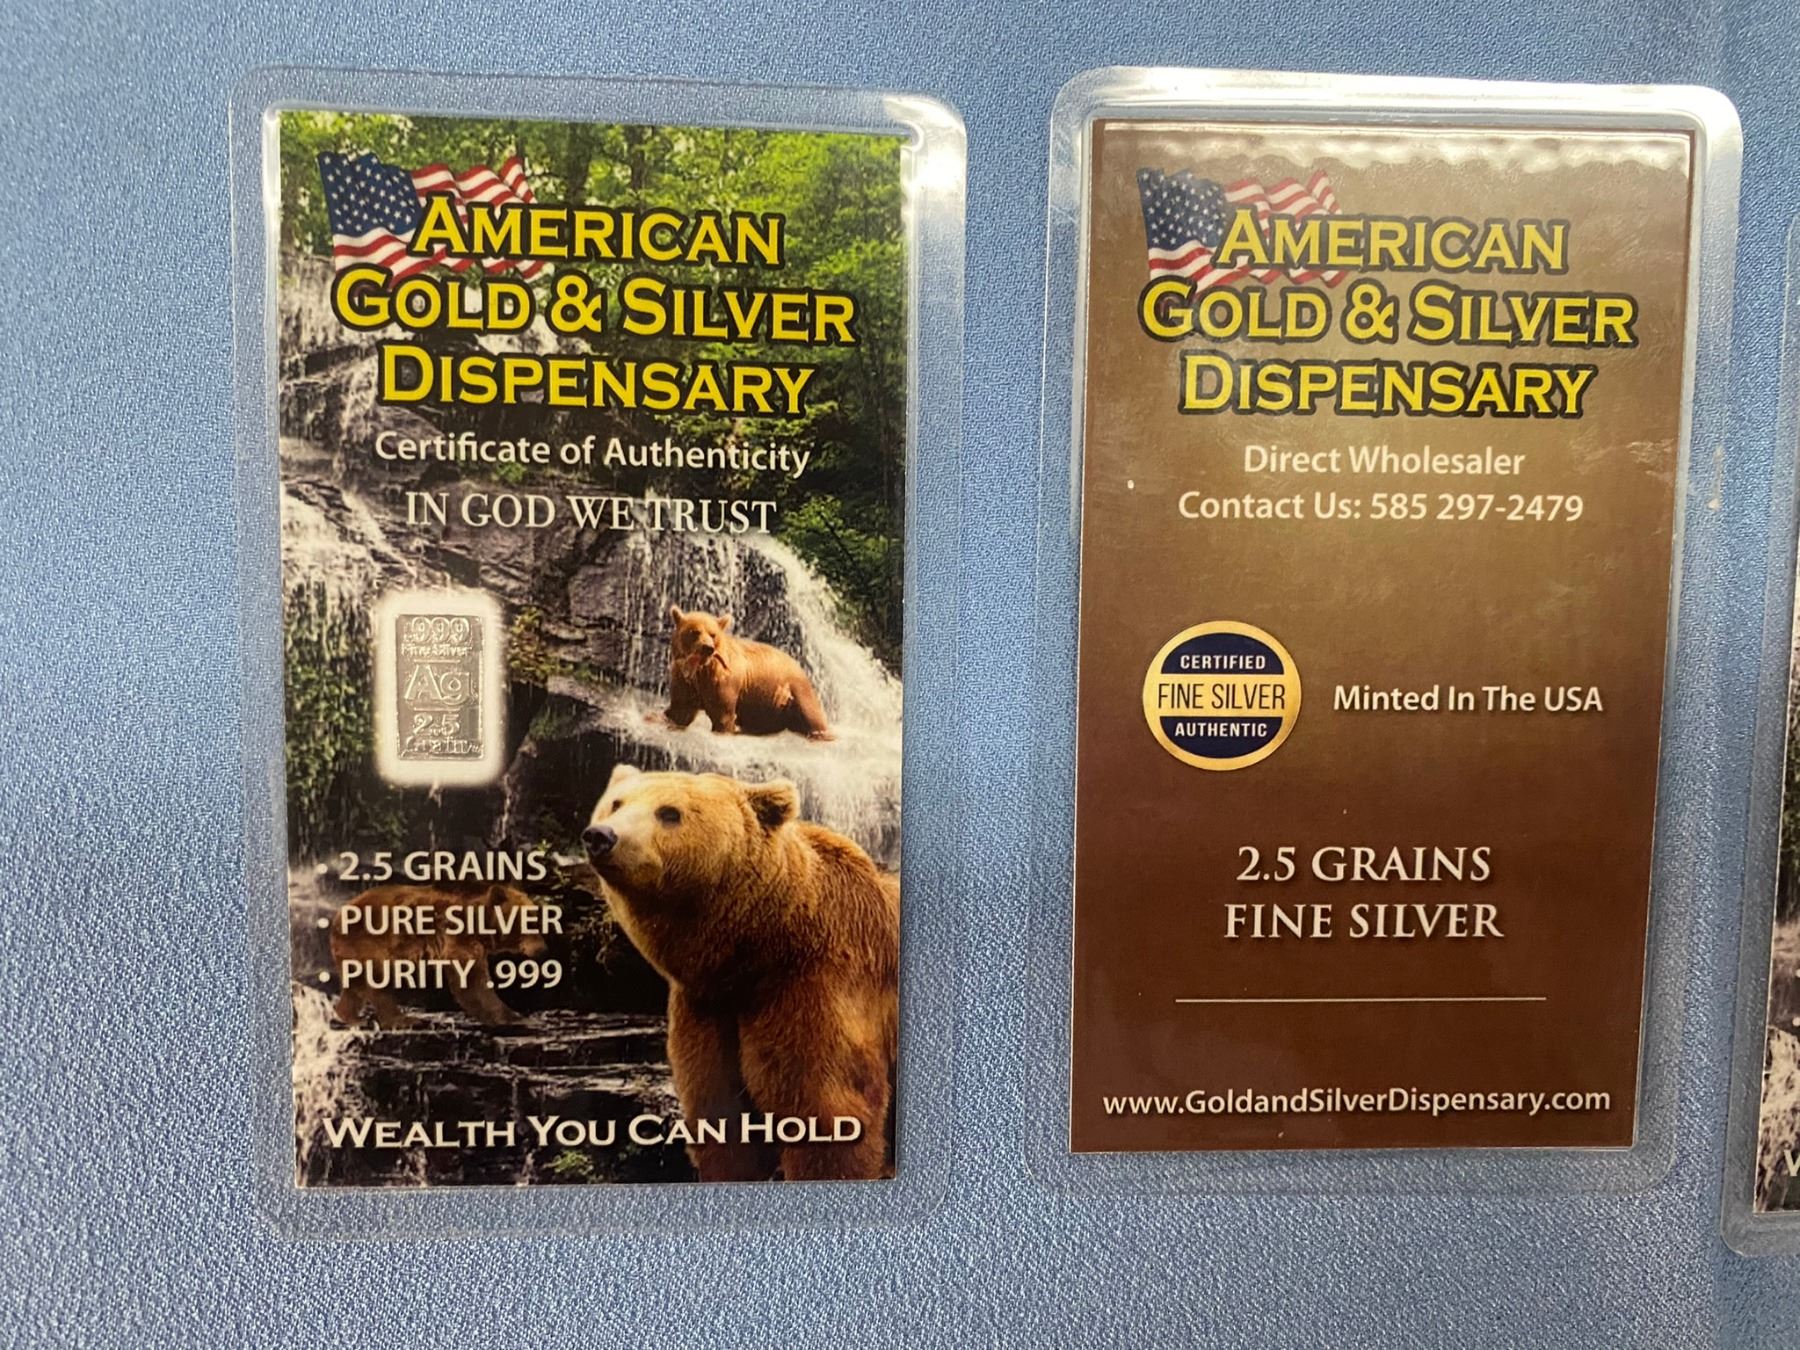 AMERICAN
GOLD & SILVER
DISPENSARY
Certificate of Authenticity
IN GOD WE TRUST
.999
Fine Silver
Ag
2.5
Grain
• 2.5 GRAINS
• PURE SILVER
• PURITY .999
WEALTH YOU CAN HOLD
AMERICAN
GOLD & SILVER
DISPENSARY
Direct Wholesaler
Contact Us: 585 297-2479
CERTIFIED
FINE SILVER
AUTHENTIC
Minted In The USA
2.5 GRAINS
FINE SILVER
www.GoldandSilverDispensary.com